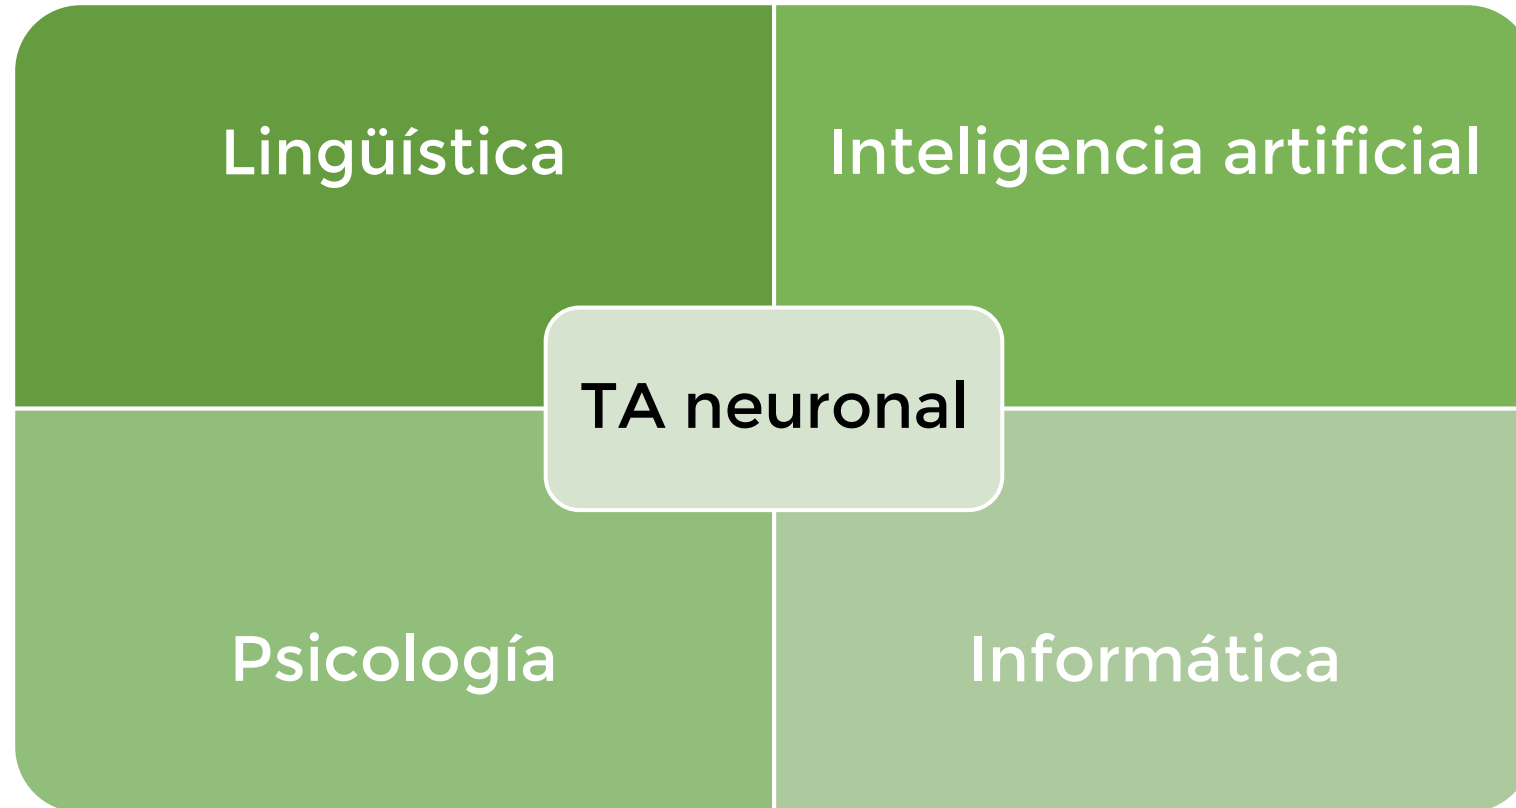 Lingüística
Inteligencia artificial
TA neuronal
Psicología
Informática